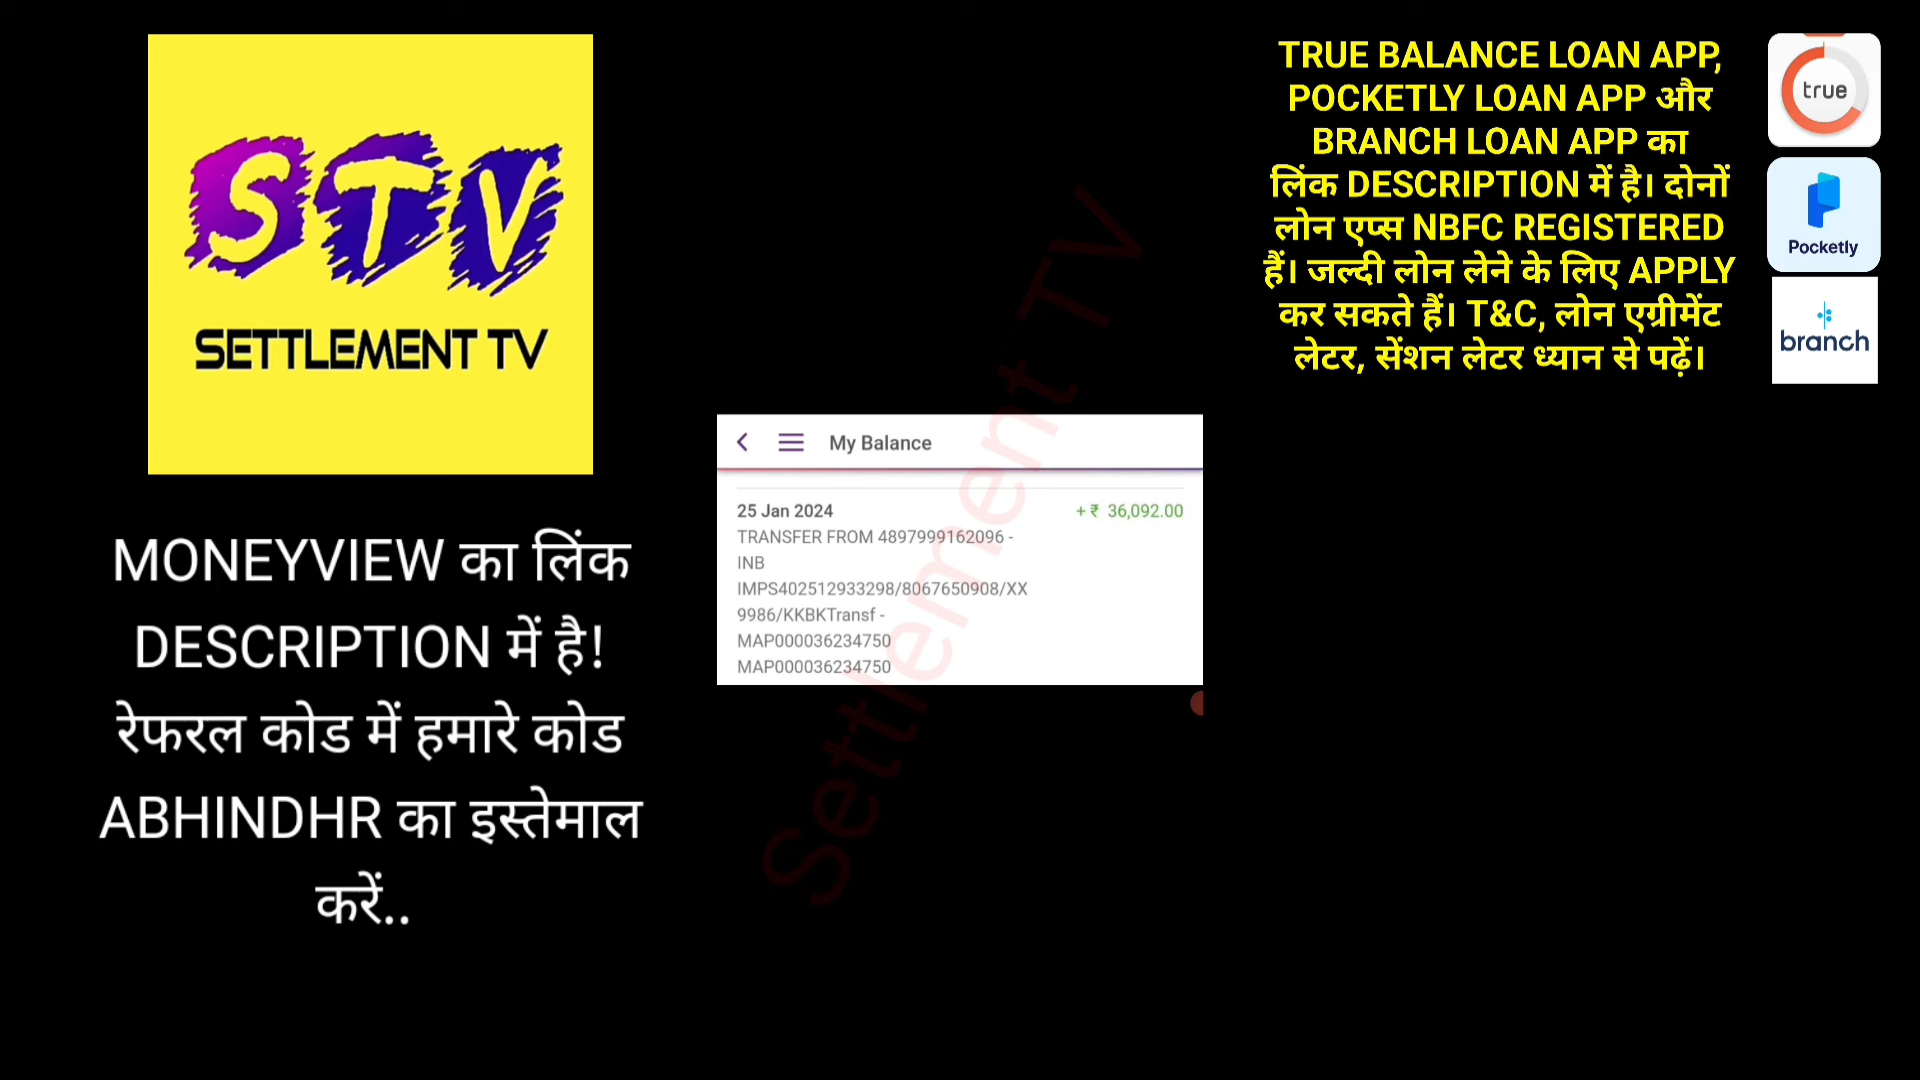 STV
SETTLEMENT TV
MONEYVIEW का लिंक
DESCRIPTION में है!
रेफरल कोड में हमारे कोड
ABHINDHR का इस्तेमाल
करें..
My Balance
25 Jan 2024 + ₹ 36,092.00
TRANSFER FROM 4897999162096 -
INB
IMPS402512933298/8067650908/XX
9986/KKBKTransf -
MAP000036234750
MAP000036234750
Settlement TV
TRUE BALANCE LOAN APP,
POCKETLY LOAN APP और
BRANCH LOAN APP का
लिंक DESCRIPTION में है। दोनों
लोन एप्स NBFC REGISTERED
हैं। जल्दी लोन लेने के लिए APPLY
कर सकते हैं। T&C, लोन एग्रीमेंट
लेटर, सेंशन लेटर ध्यान से पढ़ें।
true
Pocketly
branch